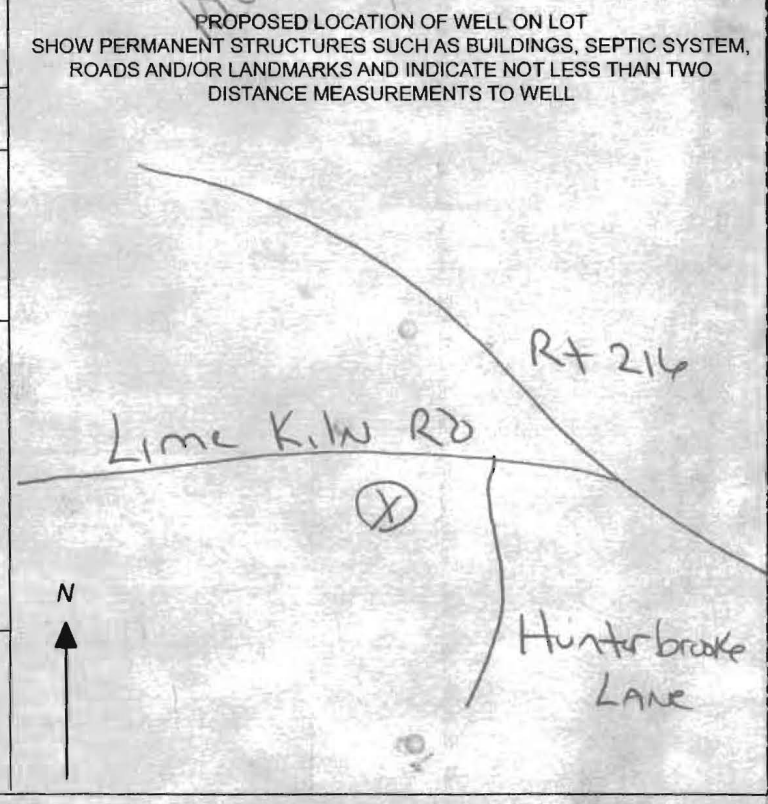 PROPOSED LOCATION OF WELL ON LOT
SHOW PERMANENT STRUCTURES SUCH AS BUILDINGS, SEPTIC SYSTEM,
ROADS AND/OR LANDMARKS AND INDICATE NOT LESS THAN TWO
DISTANCE MEASUREMENTS TO WELL
Rt 216
Lime Kiln RD
X
N
Hunterbrooke
LANE